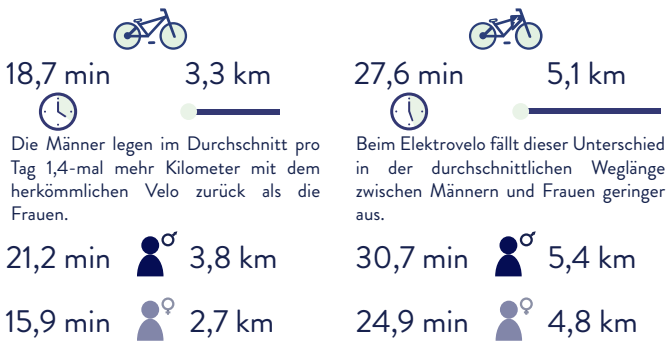 18,7 min 3,3 km
Die Männer legen im Durchschnitt pro
Tag 1,4-mal mehr Kilometer mit dem
herkömmlichen Velo zurück als die
Frauen.
21,2 min 3,8 km
15,9 min 2,7 km
27,6 min 5,1 km
Beim Elektrovelo fällt dieser Unterschied
in der durchschnittlichen Weglänge
zwischen Männern und Frauen geringer
aus.
30,7 min 5,4 km
24,9 min 4,8 km